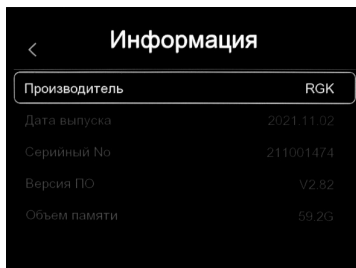 Информация
Производитель RGK
Дата выпуска 2021.11.02
Серийный No 211001474
Версия ПО V2.82
Объем памяти 59.2G